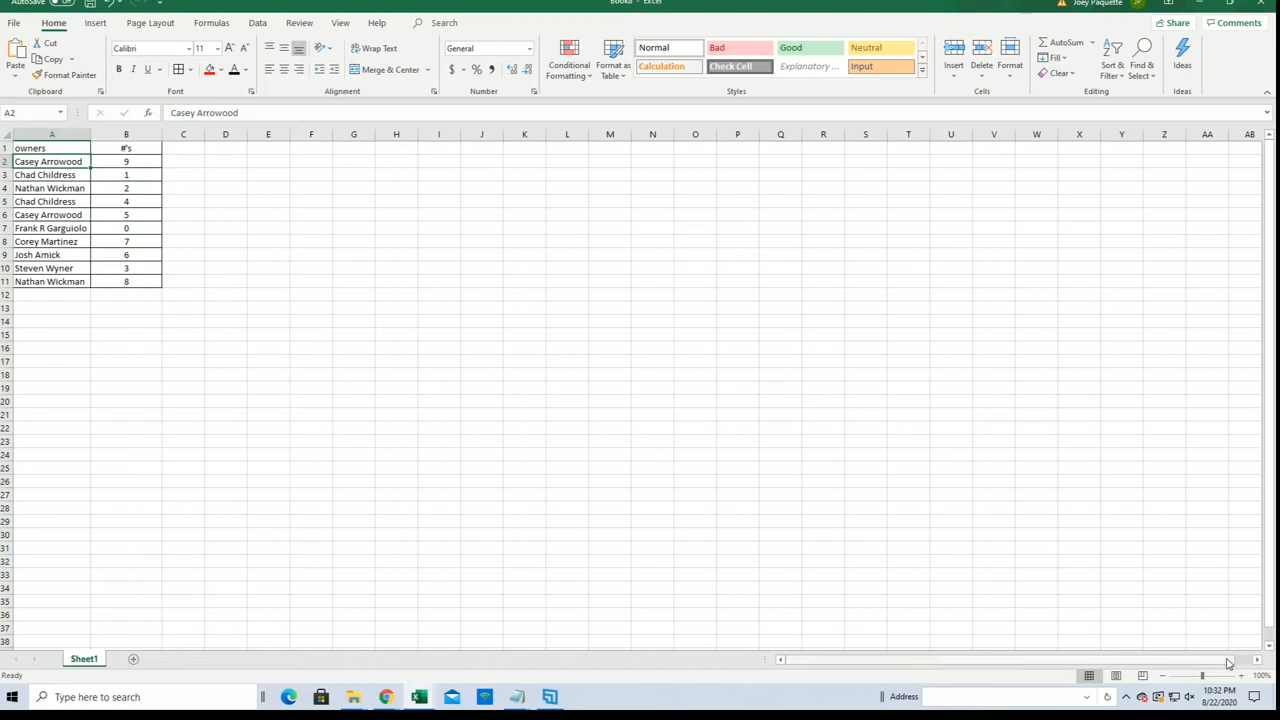 AutoSave
Book8 - Excel
Joey Paquette
JP
File Home Insert Page Layout Formulas Data Review View Help Search
Share Comments
Paste
Cut
Copy
Format Painter
Calibri 11
Wrap Text
Merge & Center
General
Conditional Formatting
Format as Table
Normal Bad Good Neutral
Calculation Check Cell Explanatory ... Input
Insert Delete Format
AutoSum
Fill
Clear
Sort & Filter
Find & Select
Ideas
Clipboard Font Alignment Number Styles Cells Editing Ideas
A2 fx Casey Arrowood
A B C D E F G H I J K L M N O P Q R S T U V W X Y Z AA AB
1 owners #'s
2 Casey Arrowood 9
3 Chad Childress 1
4 Nathan Wickman 2
5 Chad Childress 4
6 Casey Arrowood 5
7 Frank R Garguiolo 0
8 Corey Martinez 7
9 Josh Amick 6
10 Steven Wyner 3
11 Nathan Wickman 8
12
13
14
15
16
17
18
19
20
21
22
23
24
25
26
27
28
29
30
31
32
33
34
35
36
37
38
Sheet1
Ready 100%
Type here to search
Address
10:32 PM
8/22/2020